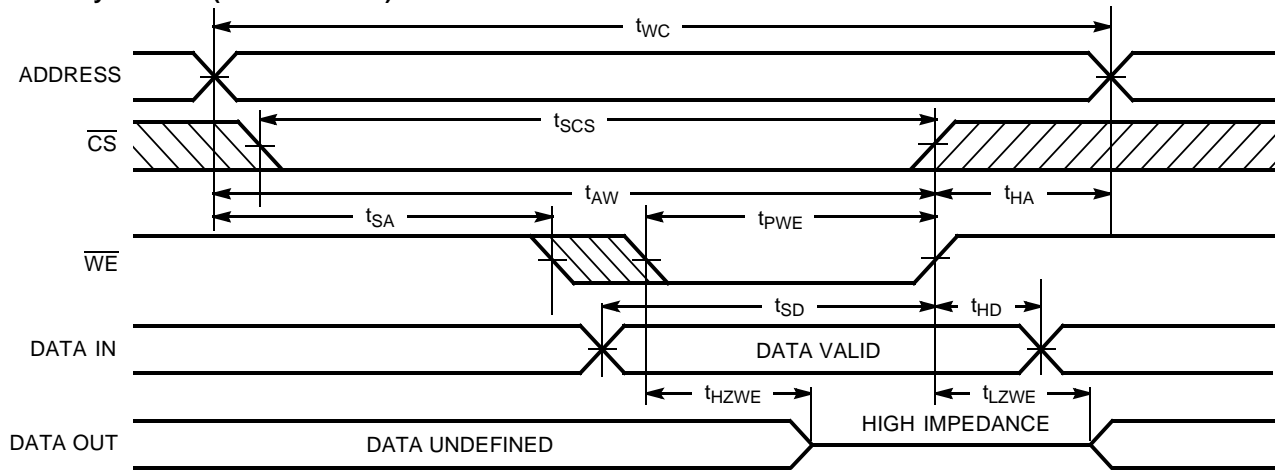 tWC
ADDRESS
tSCS
CS
tAW
tHA
tSA
tPWE
WE
tSD
tHD
DATA IN
DATA VALID
tHZWE
tLZWE
HIGH IMPEDANCE
DATA OUT
DATA UNDEFINED